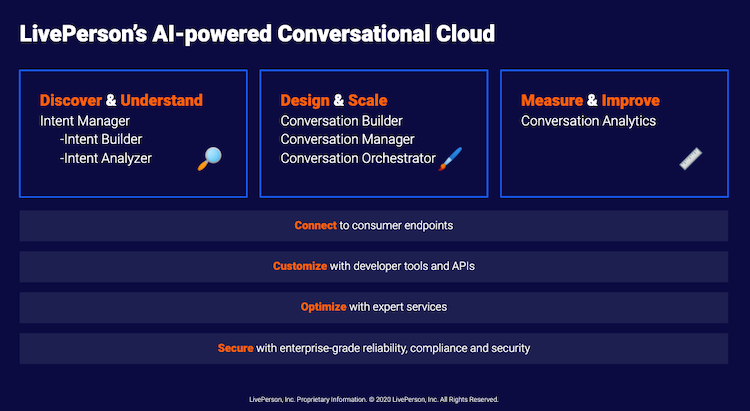 LivePerson's AI-powered Conversational Cloud
Discover & Understand
Intent Manager
-Intent Builder
-Intent Analyzer
Design & Scale
Conversation Builder
Conversation Manager
Conversation Orchestrator
Measure & Improve
Conversation Analytics
Connect to consumer endpoints
Customize with developer tools and APIs
Optimize with expert services
Secure with enterprise-grade reliability, compliance and security
LivePerson, Inc. Proprietary Information. © 2020 LivePerson, Inc. All Rights Reserved.